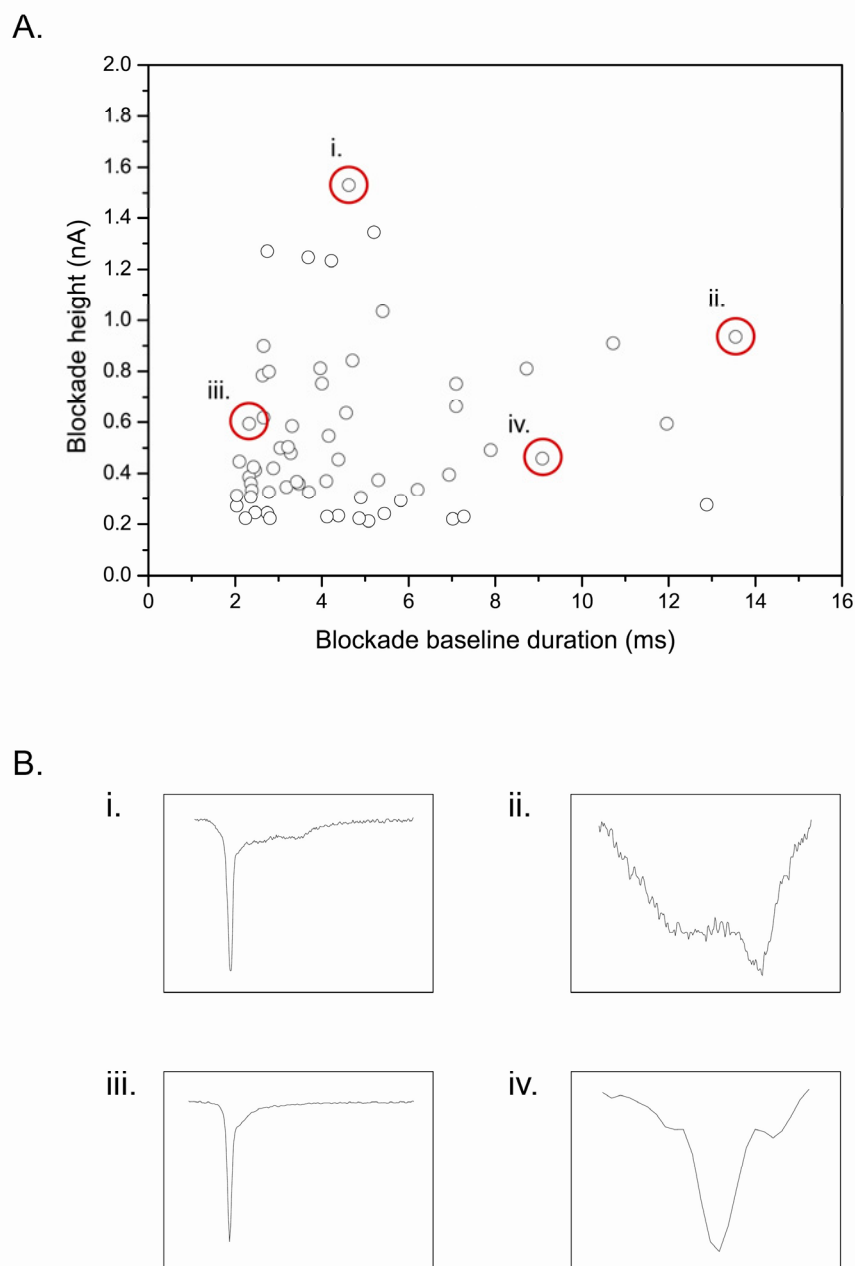 A.
2.0
1.8
1.6
1.4
1.2
1.0
0.8
0.6
0.4
0.2
0.0
Blockade height (nA)
i.
ii.
iii.
iv.
0 2 4 6 8 10 12 14 16
Blockade baseline duration (ms)
B.
i. ii.
iii. iv.